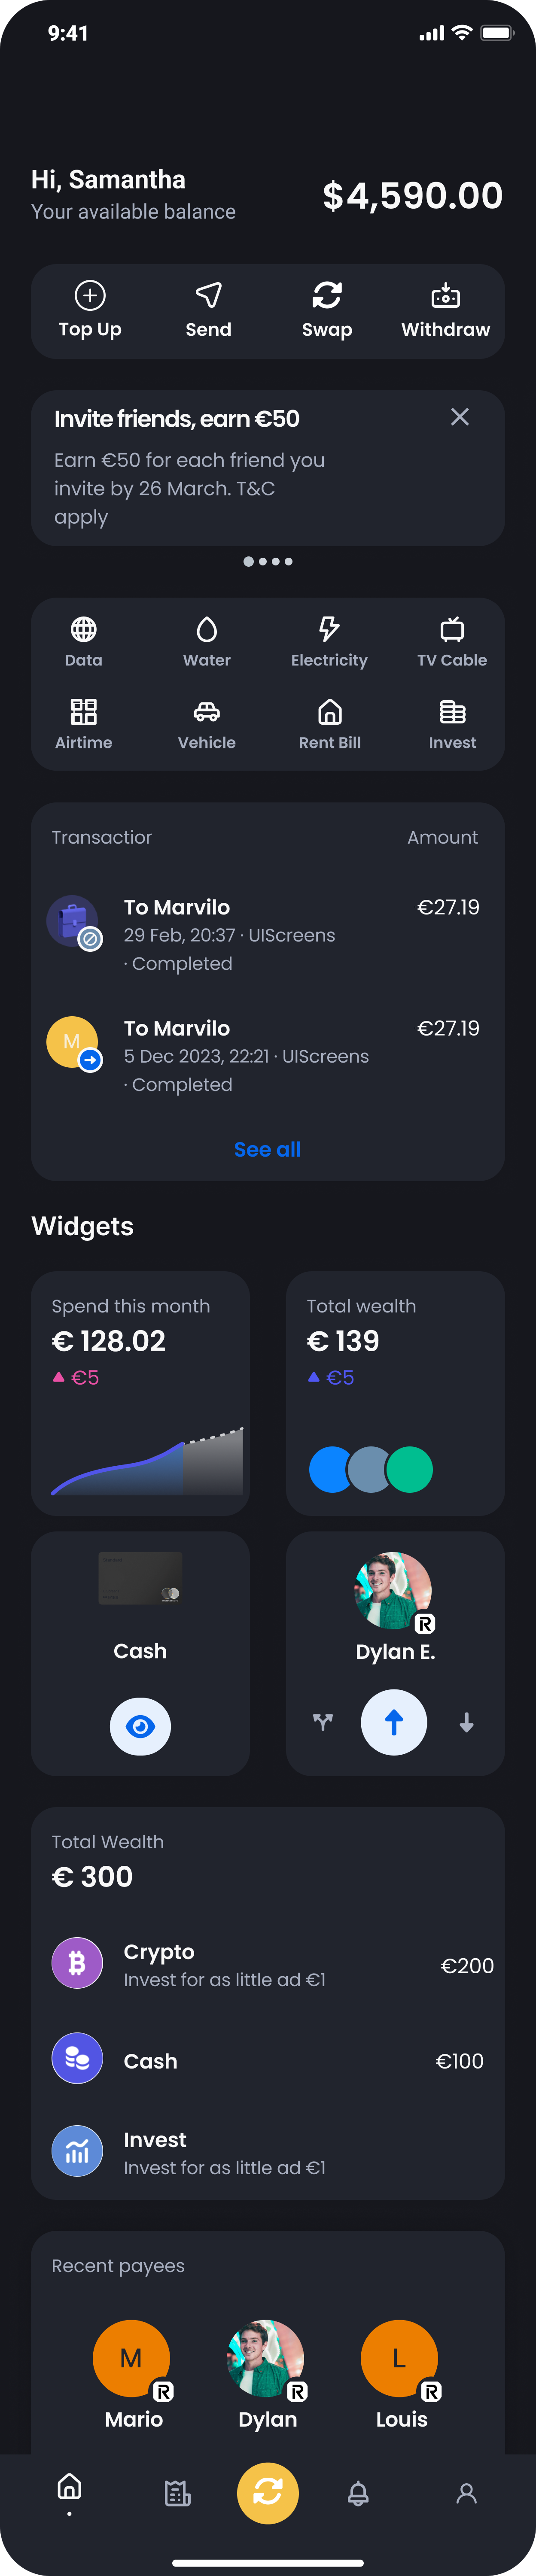 9:41
Hi, Samantha
Your available balance
$4,590.00
Top Up
Send
Swap
Withdraw
Invite friends, earn €50
Earn €50 for each friend you
invite by 26 March. T&C
apply
Data
Water
Electricity
TV Cable
Airtime
Vehicle
Rent Bill
Invest
Transactior
Amount
To Marvilo
€27.19
29 Feb, 20:37 · UIScreens
· Completed
M
To Marvilo
€27.19
5 Dec 2023, 22:21 · UIScreens
· Completed
See all
Widgets
Spend this month
€ 128.02
€5
Total wealth
€ 139
€5
Cash
R
Dylan E.
Total Wealth
€ 300
Crypto
€200
Invest for as little ad €1
Cash
€100
Invest
Invest for as little ad €1
Recent payees
M
R
R
L
R
Mario
Dylan
Louis